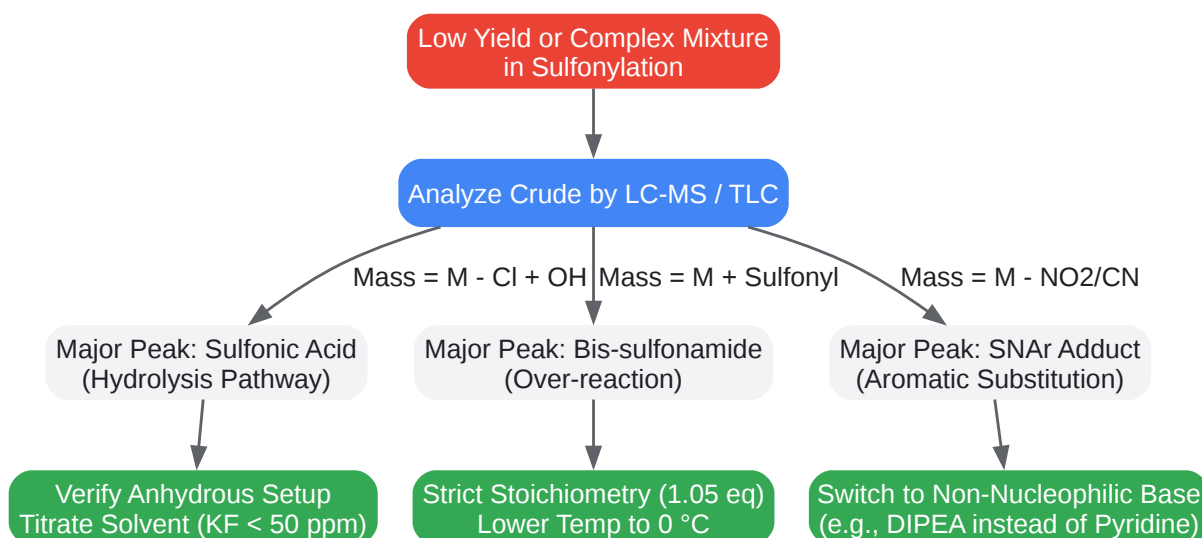 Low Yield or Complex Mixture
in Sulfonylation
Analyze Crude by LC-MS / TLC
Mass = M - Cl + OH
Mass = M + Sulfonyl
Mass = M - NO2/CN
Major Peak: Sulfonic Acid
(Hydrolysis Pathway)
Major Peak: Bis-sulfonamide
(Over-reaction)
Major Peak: SNAr Adduct
(Aromatic Substitution)
Verify Anhydrous Setup
Titrate Solvent (KF < 50 ppm)
Strict Stoichiometry (1.05 eq)
Lower Temp to 0 °C
Switch to Non-Nucleophilic Base
(e.g., DIPEA instead of Pyridine)